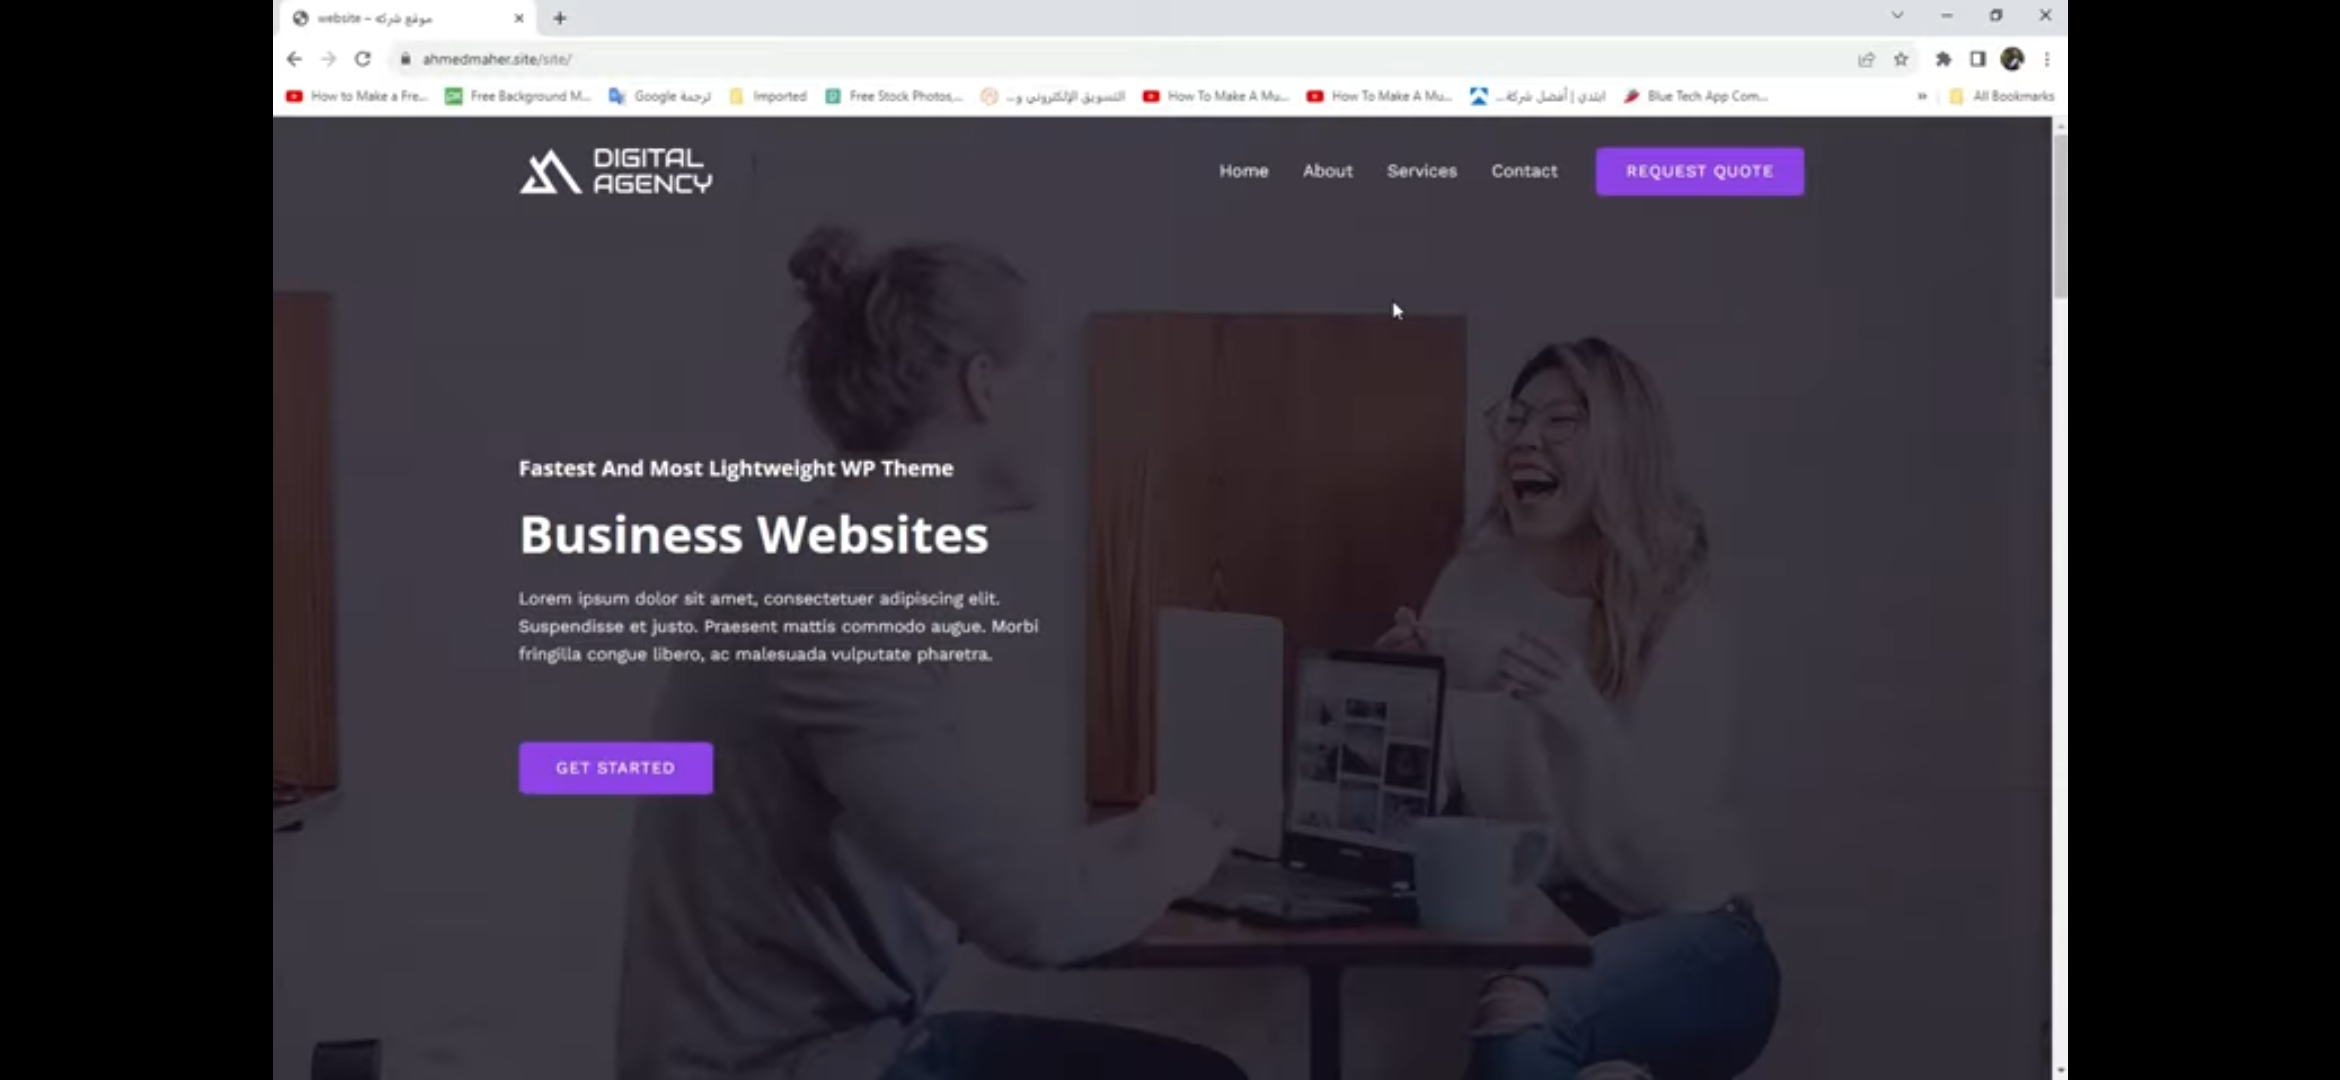 website – موقع شركة
ahmedmaher.site/site/
How to Make a Fre...
Free Background M...
Google ترجمة
Imported
Free Stock Photos,...
التسويق الإلكتروني و...
How To Make A Mu...
How To Make A Mu...
ابتدي | أفضل شركة...
Blue Tech App Com...
All Bookmarks
DIGITAL
AGENCY
Home About Services Contact REQUEST QUOTE
Fastest And Most Lightweight WP Theme
Business Websites
Lorem ipsum dolor sit amet, consectetuer adipiscing elit.
Suspendisse et justo. Praesent mattis commodo augue. Morbi
fringilla congue libero, ac malesuada vulputate pharetra.
GET STARTED